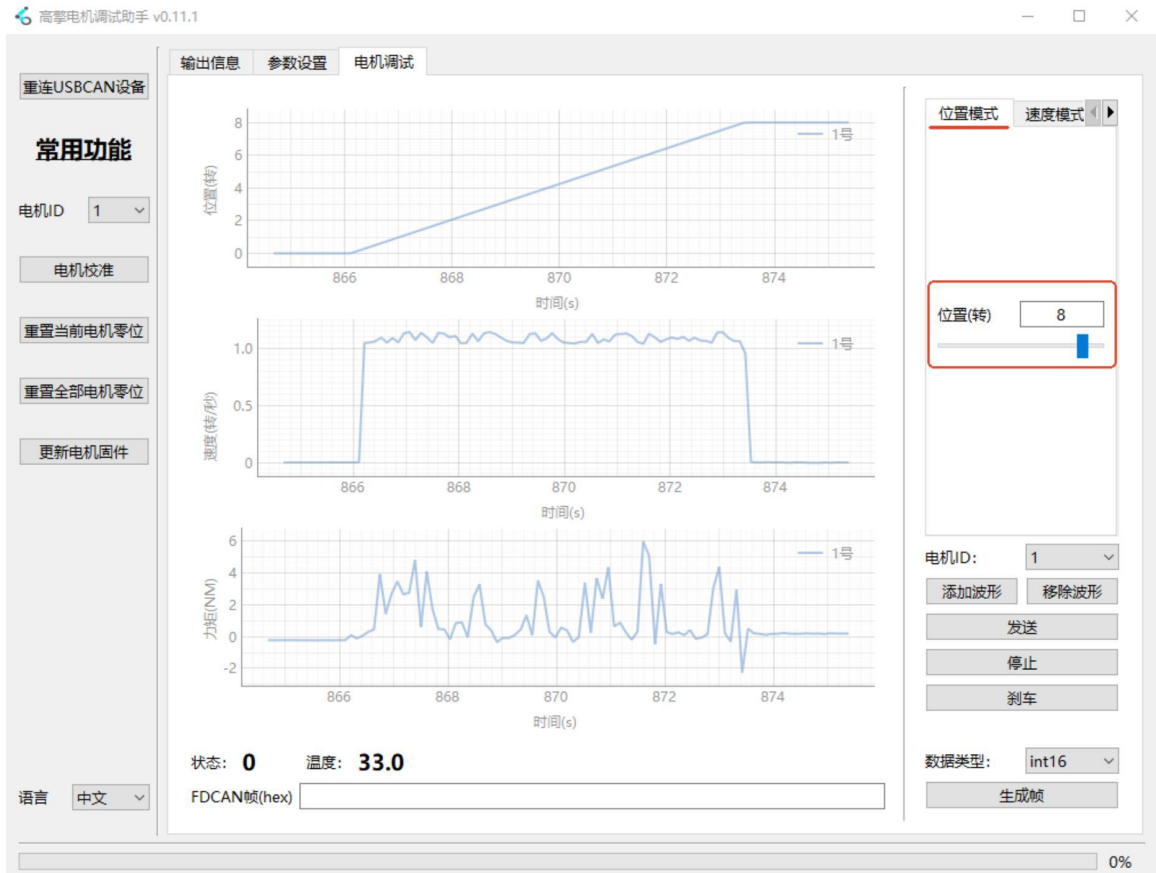 高擎电机调试助手 v0.11.1
重连USBCAN设备
常用功能
电机ID 1
电机校准
重置当前电机零位
重置全部电机零位
更新电机固件
语言 中文
输出信息 参数设置 电机调试
位置(转)
8
6
4
2
0
1号
866 868 870 872 874
时间(s)
速度(转/秒)
1.0
0.5
0
1号
866 868 870 872 874
时间(s)
力矩(NM)
6
4
2
0
-2
1号
866 868 870 872 874
时间(s)
状态: 0 温度: 33.0
FDCAN帧(hex)
位置模式 速度模式
位置(转) 8
电机ID: 1
添加波形 移除波形
发送
停止
刹车
数据类型: int16
生成帧
0%